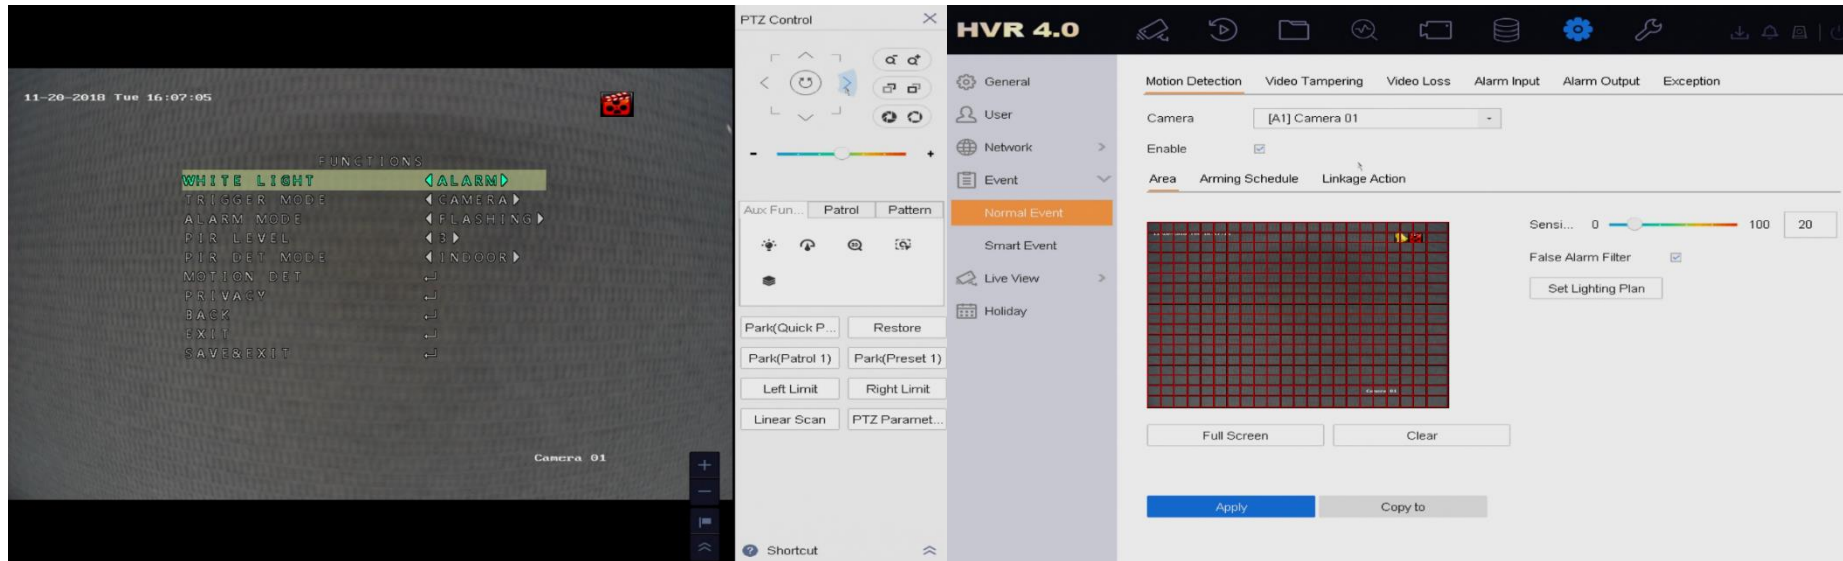 11-20-2018 Tue 16:07:05
FUNCTIONS
WHITE LIGHT ALARM
TRIGGER MODE CAMERA
ALARM MODE FLASHING
PIR LEVEL 3
PIR DET MODE INDOOR
MOTION DET
PRIVACY
BACK
EXIT
SAVE&EXIT
Camera 01
PTZ Control
- +
Aux Fun... Patrol Pattern
Park(Quick P... Restore
Park(Patrol 1) Park(Preset 1)
Left Limit Right Limit
Linear Scan PTZ Paramet...
Shortcut
HVR 4.0
General
User
Network
Event
Normal Event
Smart Event
Live View
Holiday
Motion Detection Video Tampering Video Loss Alarm Input Alarm Output Exception
Camera [A1] Camera 01
Enable
Area Arming Schedule Linkage Action
Camera 01
Sensi... 0 100 20
False Alarm Filter
Set Lighting Plan
Full Screen Clear
Apply Copy to